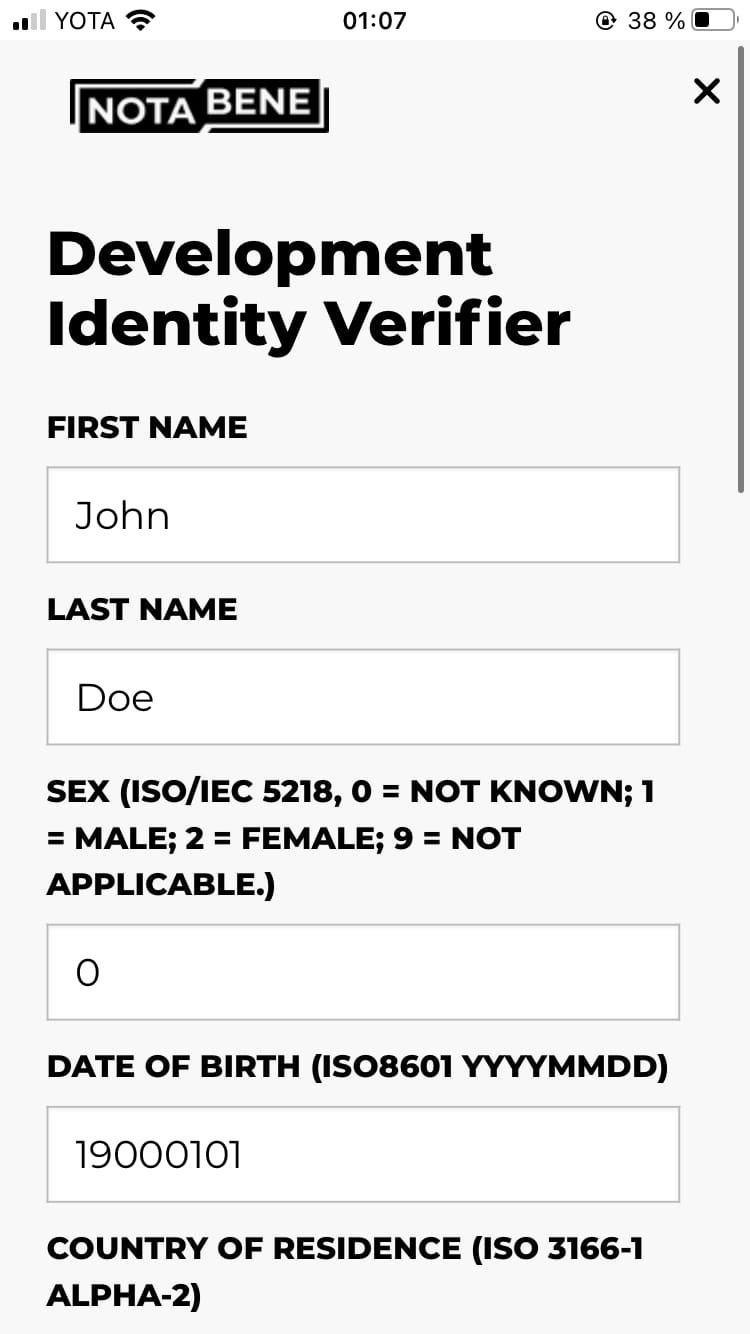 YOTA 01:07 38 %
NOTA BENE
Development
Identity Verifier
FIRST NAME
John
LAST NAME
Doe
SEX (ISO/IEC 5218, 0 = NOT KNOWN; 1
= MALE; 2 = FEMALE; 9 = NOT
APPLICABLE.)
0
DATE OF BIRTH (ISO8601 YYYYMMDD)
19000101
COUNTRY OF RESIDENCE (ISO 3166-1
ALPHA-2)